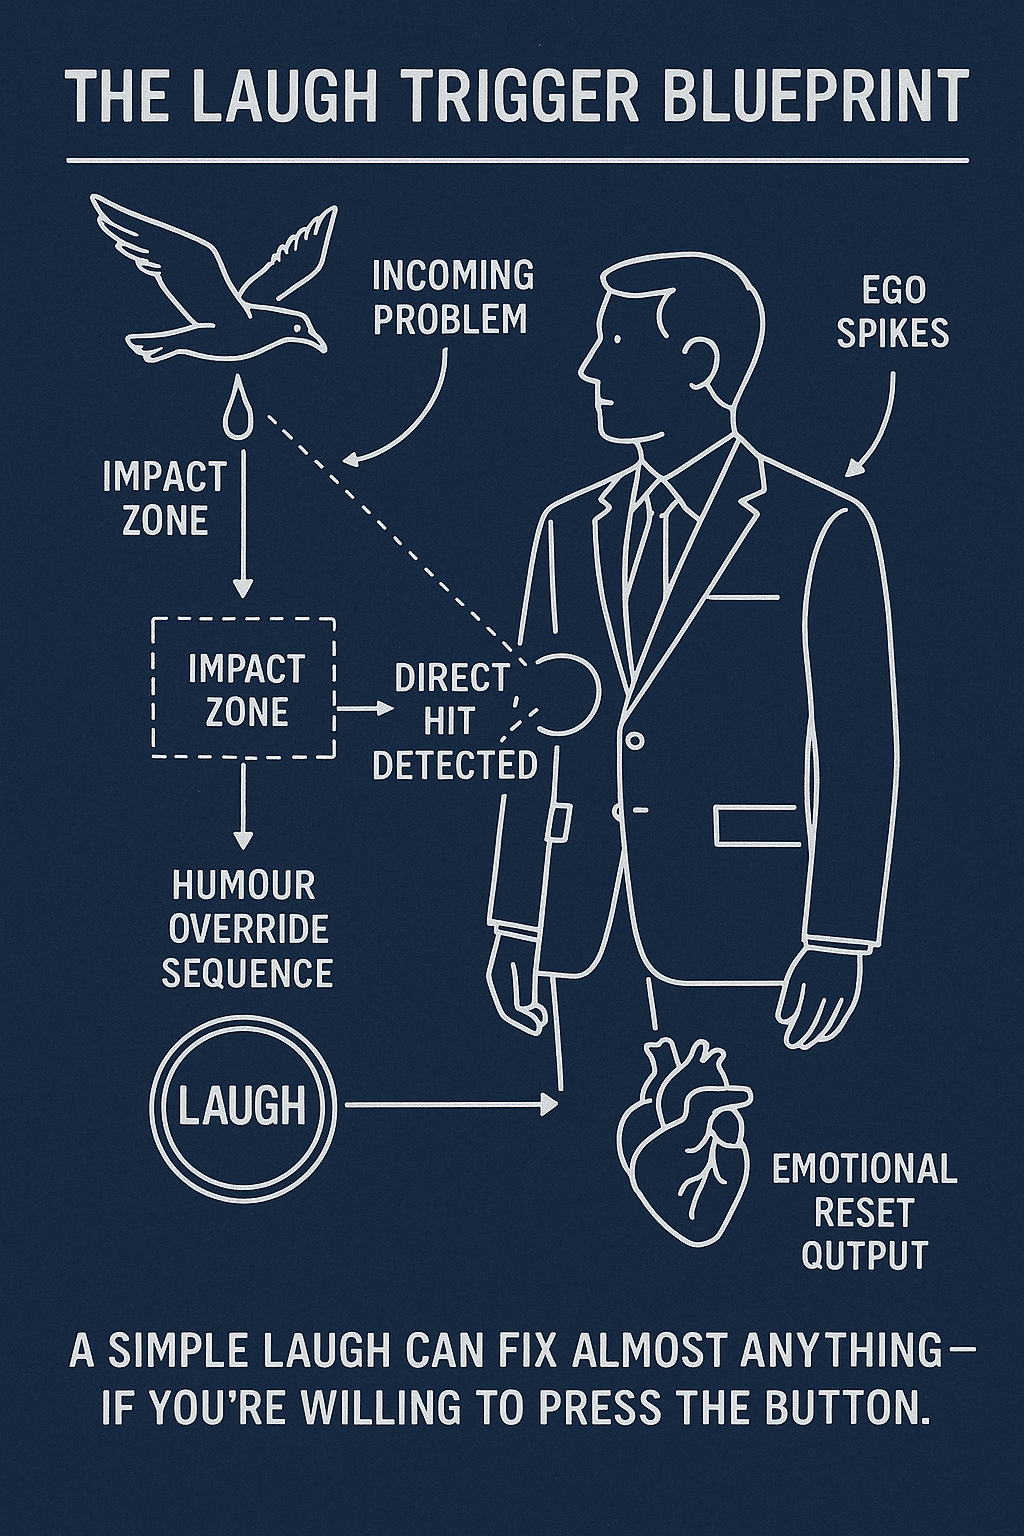 THE LAUGH TRIGGER BLUEPRINT
INCOMING
PROBLEM
EGO
SPIKES
IMPACT
ZONE
IMPACT
ZONE
DIRECT
HIT
DETECTED
HUMOUR
OVERRIDE
SEQUENCE
LAUGH
EMOTIONAL
RESET
QUTPUT
A SIMPLE LAUGH CAN FIX ALMOST ANYTHING—
IF YOU'RE WILLING TO PRESS THE BUTTON.